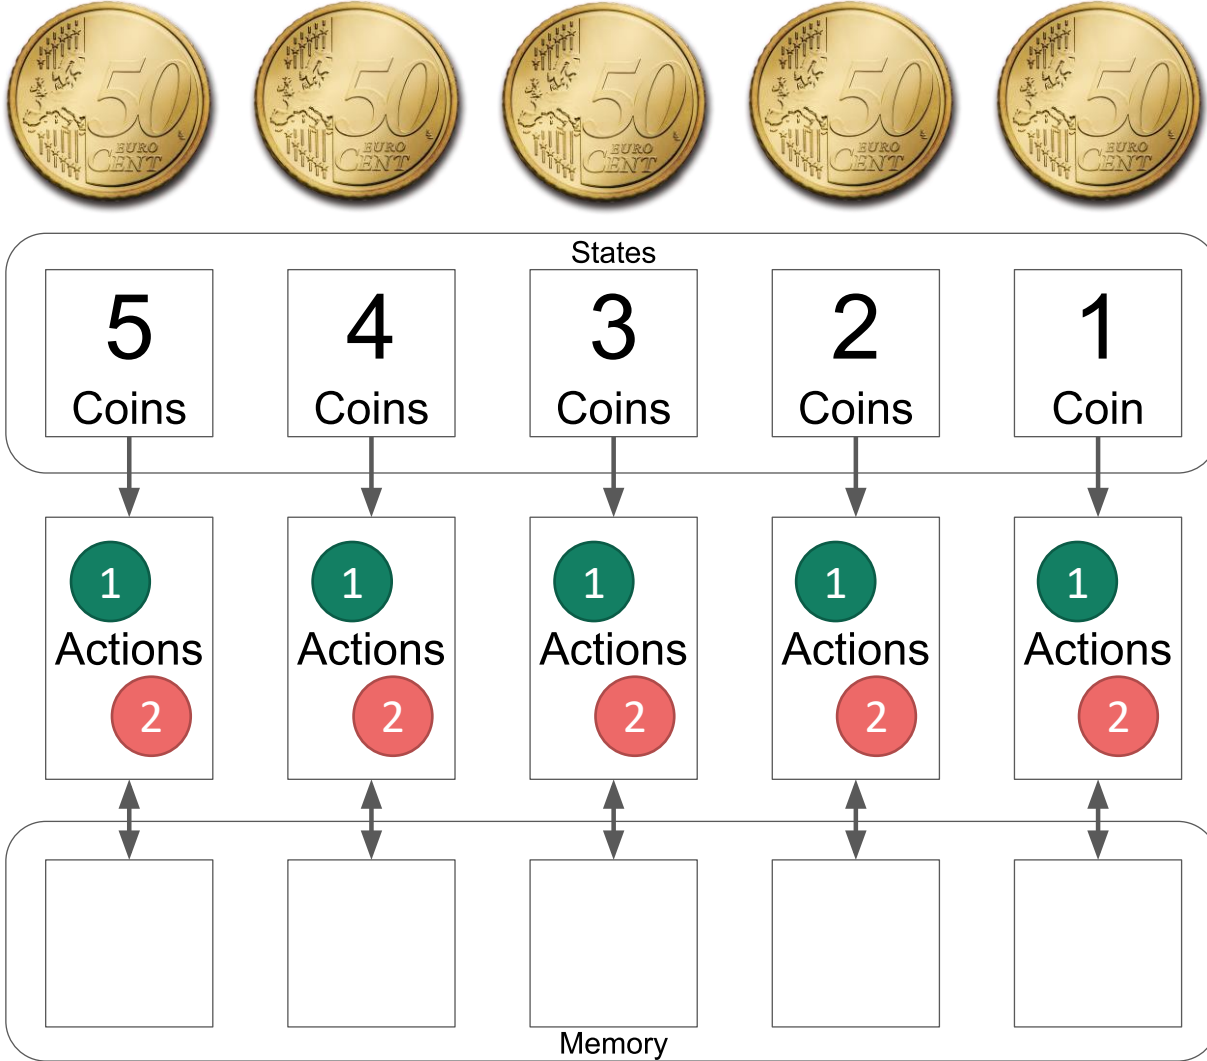 50 50 50 50 50
EURO EURO EURO EURO EURO
CENT CENT CENT CENT CENT
States
5 4 3 2 1
Coins Coins Coins Coins Coin
1 1 1 1 1
Actions Actions Actions Actions Actions
2 2 2 2 2
Memory